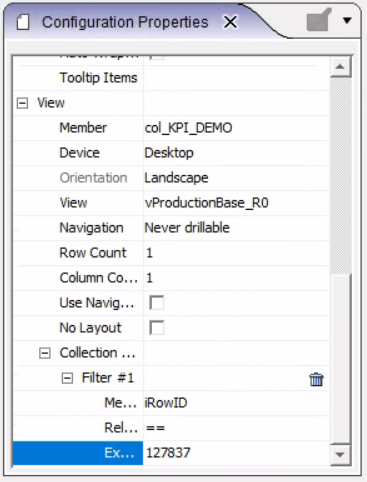 Configuration Properties
Tooltip Items
View
Member col_KPI_DEMO
Device Desktop
Orientation Landscape
View vProductionBase_R0
Navigation Never drillable
Row Count 1
Column Co... 1
Use Navig...
No Layout
Collection ...
Filter #1
Me... iRowID
Rel... ==
Ex... 127837